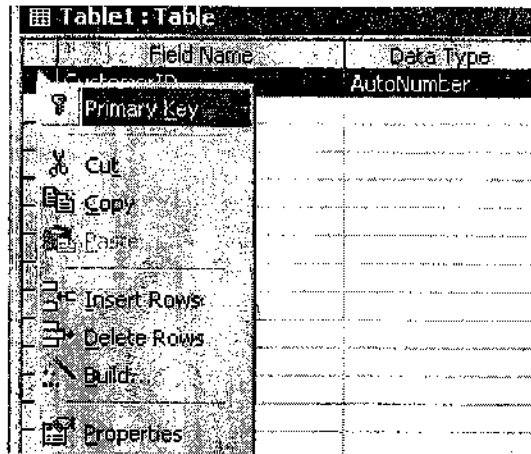 Table1 : Table
Field Name Data Type
CustomerID AutoNumber
Primary Key
Cut
Copy
Paste
Insert Rows
Delete Rows
Build...
Properties